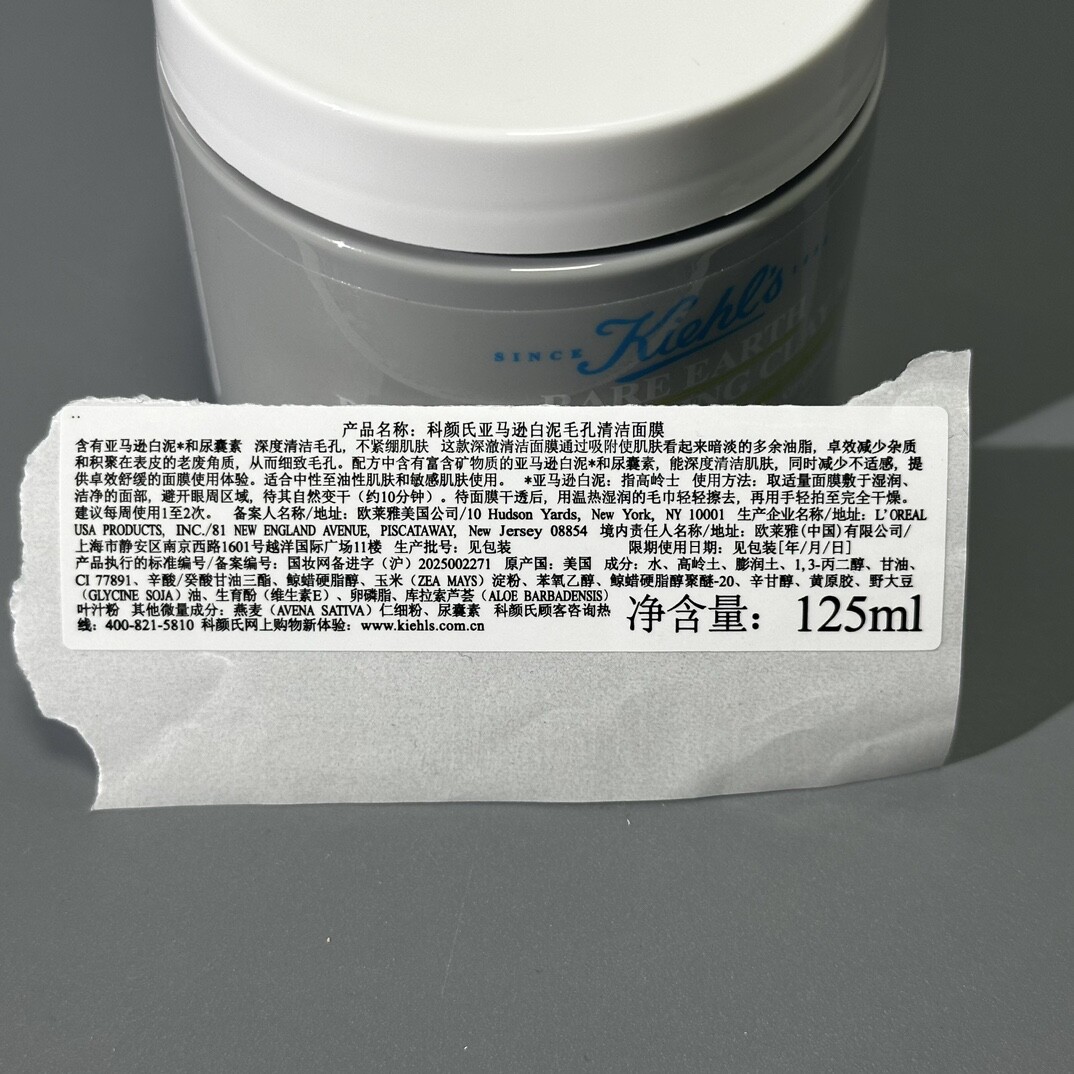 SINCE Kiehl's
RARE EARTH
产品名称：科颜氏亚马逊白泥毛孔清洁面膜
含有亚马逊白泥*和尿囊素 深度清洁毛孔，不紧绷肌肤 这款深澈清洁面膜通过吸附使肌肤看起来暗淡的多余油脂，卓效减少杂质
和积聚在表皮的老废角质，从而细致毛孔。配方中含有富含矿物质的亚马逊白泥*和尿囊素，能深度清洁肌肤，同时减少不适感，提
供卓效舒缓的面膜使用体验。适合中性至油性肌肤和敏感肌肤使用。 *亚马逊白泥：指高岭土 使用方法：取适量面膜敷于湿润、
洁净的面部，避开眼周区域，待其自然变干（约10分钟）。待面膜干透后，用温热湿润的毛巾轻轻擦去，再用手轻拍至完全干燥。
建议每周使用1至2次。 备案人名称/地址：欧莱雅美国公司/10 Hudson Yards, New York, NY 10001 生产企业名称/地址：L'OREAL
USA PRODUCTS, INC./81 NEW ENGLAND AVENUE, PISCATAWAY, New Jersey 08854 境内责任人名称/地址：欧莱雅(中国)有限公司/
上海市静安区南京西路1601号越洋国际广场11楼 生产批号：见包装 限期使用日期：见包装[年/月/日]
产品执行的标准编号/备案编号：国妆网备进字（沪）2025002271 原产国：美国 成分：水、高岭土、膨润土、1,3-丙二醇、甘油、
CI 77891、辛酸/癸酸甘油三酯、鲸蜡硬脂醇、玉米（ZEA MAYS）淀粉、苯氧乙醇、鲸蜡硬脂醇聚醚-20、辛甘醇、黄原胶、野大豆
（GLYCINE SOJA）油、生育酚（维生素E）、卵磷脂、库拉索芦荟（ALOE BARBADENSIS）
叶汁粉 其他微量成分：燕麦（AVENA SATIVA）仁细粉、尿囊素 科颜氏顾客咨询热
线：400-821-5810 科颜氏网上购物新体验：www.kiehls.com.cn
净含量：125ml